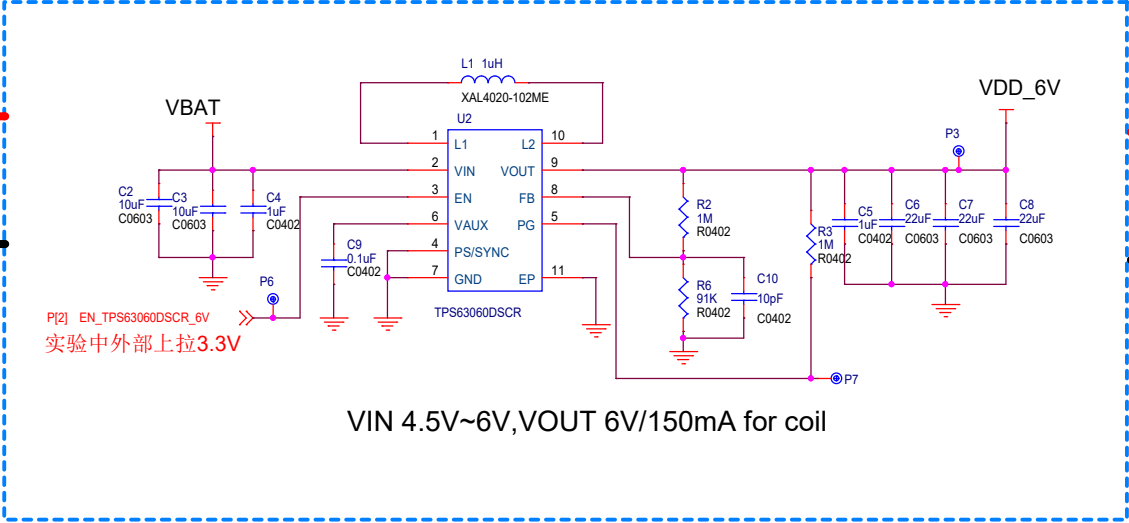 L1 1uH
XAL4020-102ME
VBAT
VDD_6V
U2
P3
1 L1 L2 10
2 VIN VOUT 9
3 EN FB 8
6 VAUX PG 5
4 PS/SYNC
7 GND EP 11
TPS63060DSCR
C2
10uF
C0603
C3
10uF
C0603
C4
1uF
C0402
C9
0.1uF
C0402
R2
1M
R0402
R6
91K
R0402
C10
10pF
C0402
R3
1M
R0402
C5
1uF
C0402
C6
22uF
C0603
C7
22uF
C0603
C8
22uF
C0603
P6
P[2] EN_TPS63060DSCR_6V
实验中外部上拉3.3V
P7
VIN 4.5V~6V,VOUT 6V/150mA for coil